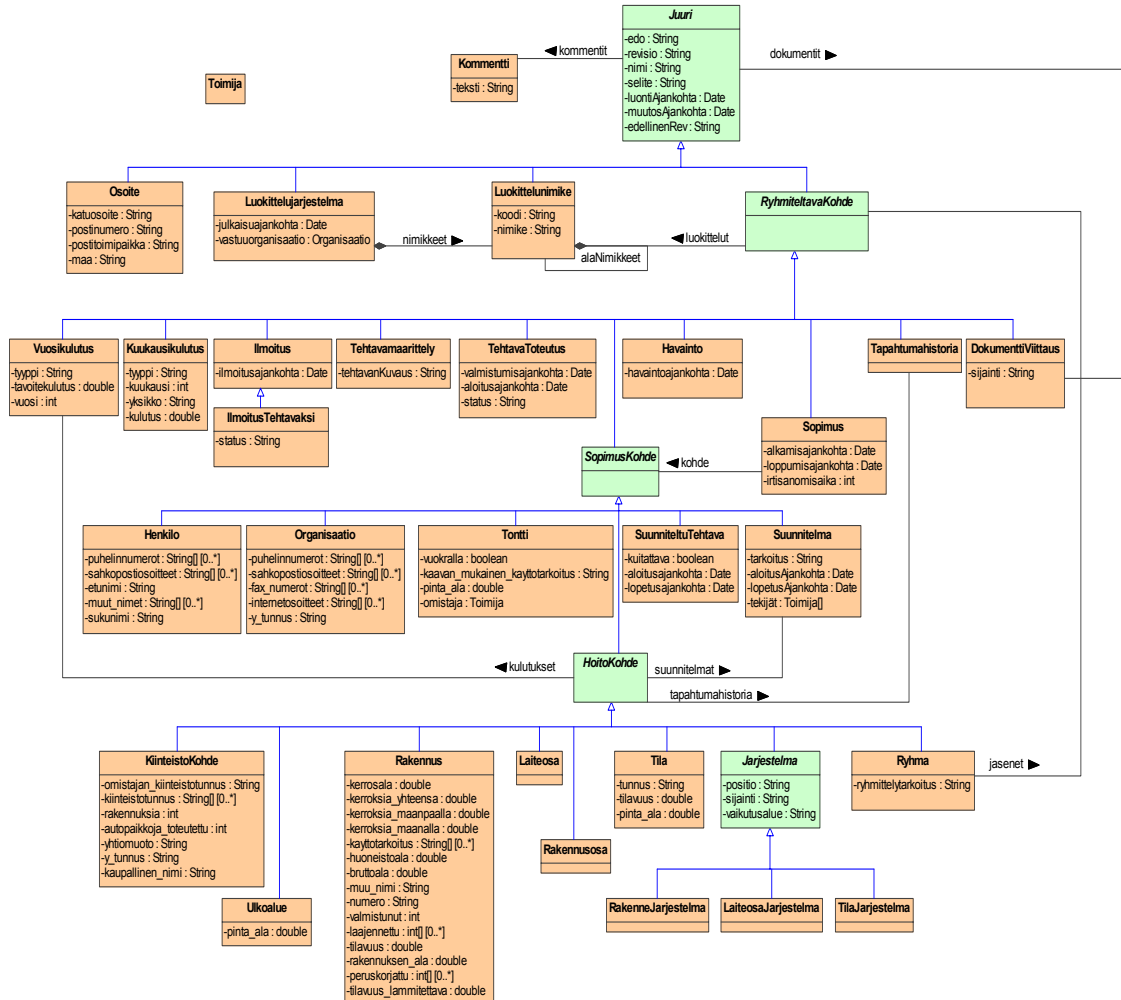 Juuri
-edo : String
-revisio : String
-nimi : String
-selite : String
-luontiAjankohta : Date
-muutosAjankohta : Date
-edellinenRev : String
kommentit
dokumentit
Kommentti
-teksti : String
Toimija
Osoite
-katuosoite : String
-postinumero : String
-postitoimipaikka : String
-maa : String
Luokittelujarjestelma
-julkaisuajankohta : Date
-vastuuorganisaatio : Organisaatio
nimikkeet
Luokittelunimike
-koodi : String
-nimike : String
alaNimikkeet
luokittelut
RyhmiteltavaKohde
Vuosikulutus
-tyyppi : String
-tavoitekulutus : double
-vuosi : int
Kuukausikulutus
-tyyppi : String
-kuukausi : int
-yksikko : String
-kulutus : double
Ilmoitus
-ilmoitusajankohta : Date
IlmoitusTehtavaksi
-status : String
Tehtavamaarittely
-tehtavanKuvaus : String
TehtavaToteutus
-valmistumisajankohta : Date
-aloitusajankohta : Date
-status : String
Havainto
-havaintoajankohta : Date
Tapahtumahistoria
DokumenttiViittaus
-sijainti : String
Sopimus
-alkamisajankohta : Date
-loppumisajankohta : Date
-irtisanomisaika : int
kohde
SopimusKohde
Henkilo
-puhelinnumerot : String[] [0..*]
-sahkopostiosoitteet : String[] [0..*]
-etunimi : String
-muut_nimet : String[] [0..*]
-sukunimi : String
Organisaatio
-puhelinnumerot : String[] [0..*]
-sahkopostiosoitteet : String[] [0..*]
-fax_numerot : String[] [0..*]
-internetosoitteet : String[] [0..*]
-y_tunnus : String
Tontti
-vuokralla : boolean
-kaavan_mukainen_kayttotarkoitus : String
-pinta_ala : double
-omistaja : Toimija
SuunniteltuTehtava
-kuitattava : boolean
-aloitusajankohta : Date
-lopetusajankohta : Date
Suunnitelma
-tarkoitus : String
-aloitusAjankohta : Date
-lopetusAjankohta : Date
-tekijät : Toimija[]
kulutukset
HoitoKohde
suunnitelmat
tapahtumahistoria
KiinteistoKohde
-omistajan_kiinteistotunnus : String
-kiinteistotunnus : String[] [0..*]
-rakennuksia : int
-autopaikkoja_toteutettu : int
-yhtiomuoto : String
-y_tunnus : String
-kaupallinen_nimi : String
Ulkoalue
-pinta_ala : double
Rakennus
-kerrosala : double
-kerroksia_yhteensa : double
-kerroksia_maanpaalla : double
-kerroksia_maanalla : double
-kayttotarkoitus : String[] [0..*]
-huoneistoala : double
-bruttoala : double
-muu_nimi : String
-numero : String
-valmistunut : int
-laajennettu : int[] [0..*]
-tilavuus : double
-rakennuksen_ala : double
-peruskorjattu : int[] [0..*]
-tilavuus_lammitettava : double
Laiteosa
Rakennusosa
Tila
-tunnus : String
-tilavuus : double
-pinta_ala : double
Jarjestelma
-positio : String
-sijainti : String
-vaikutusalue : String
Ryhma
-ryhmittelytarkoitus : String
jasenet
RakenneJarjestelma
LaiteosaJarjestelma
TilaJarjestelma